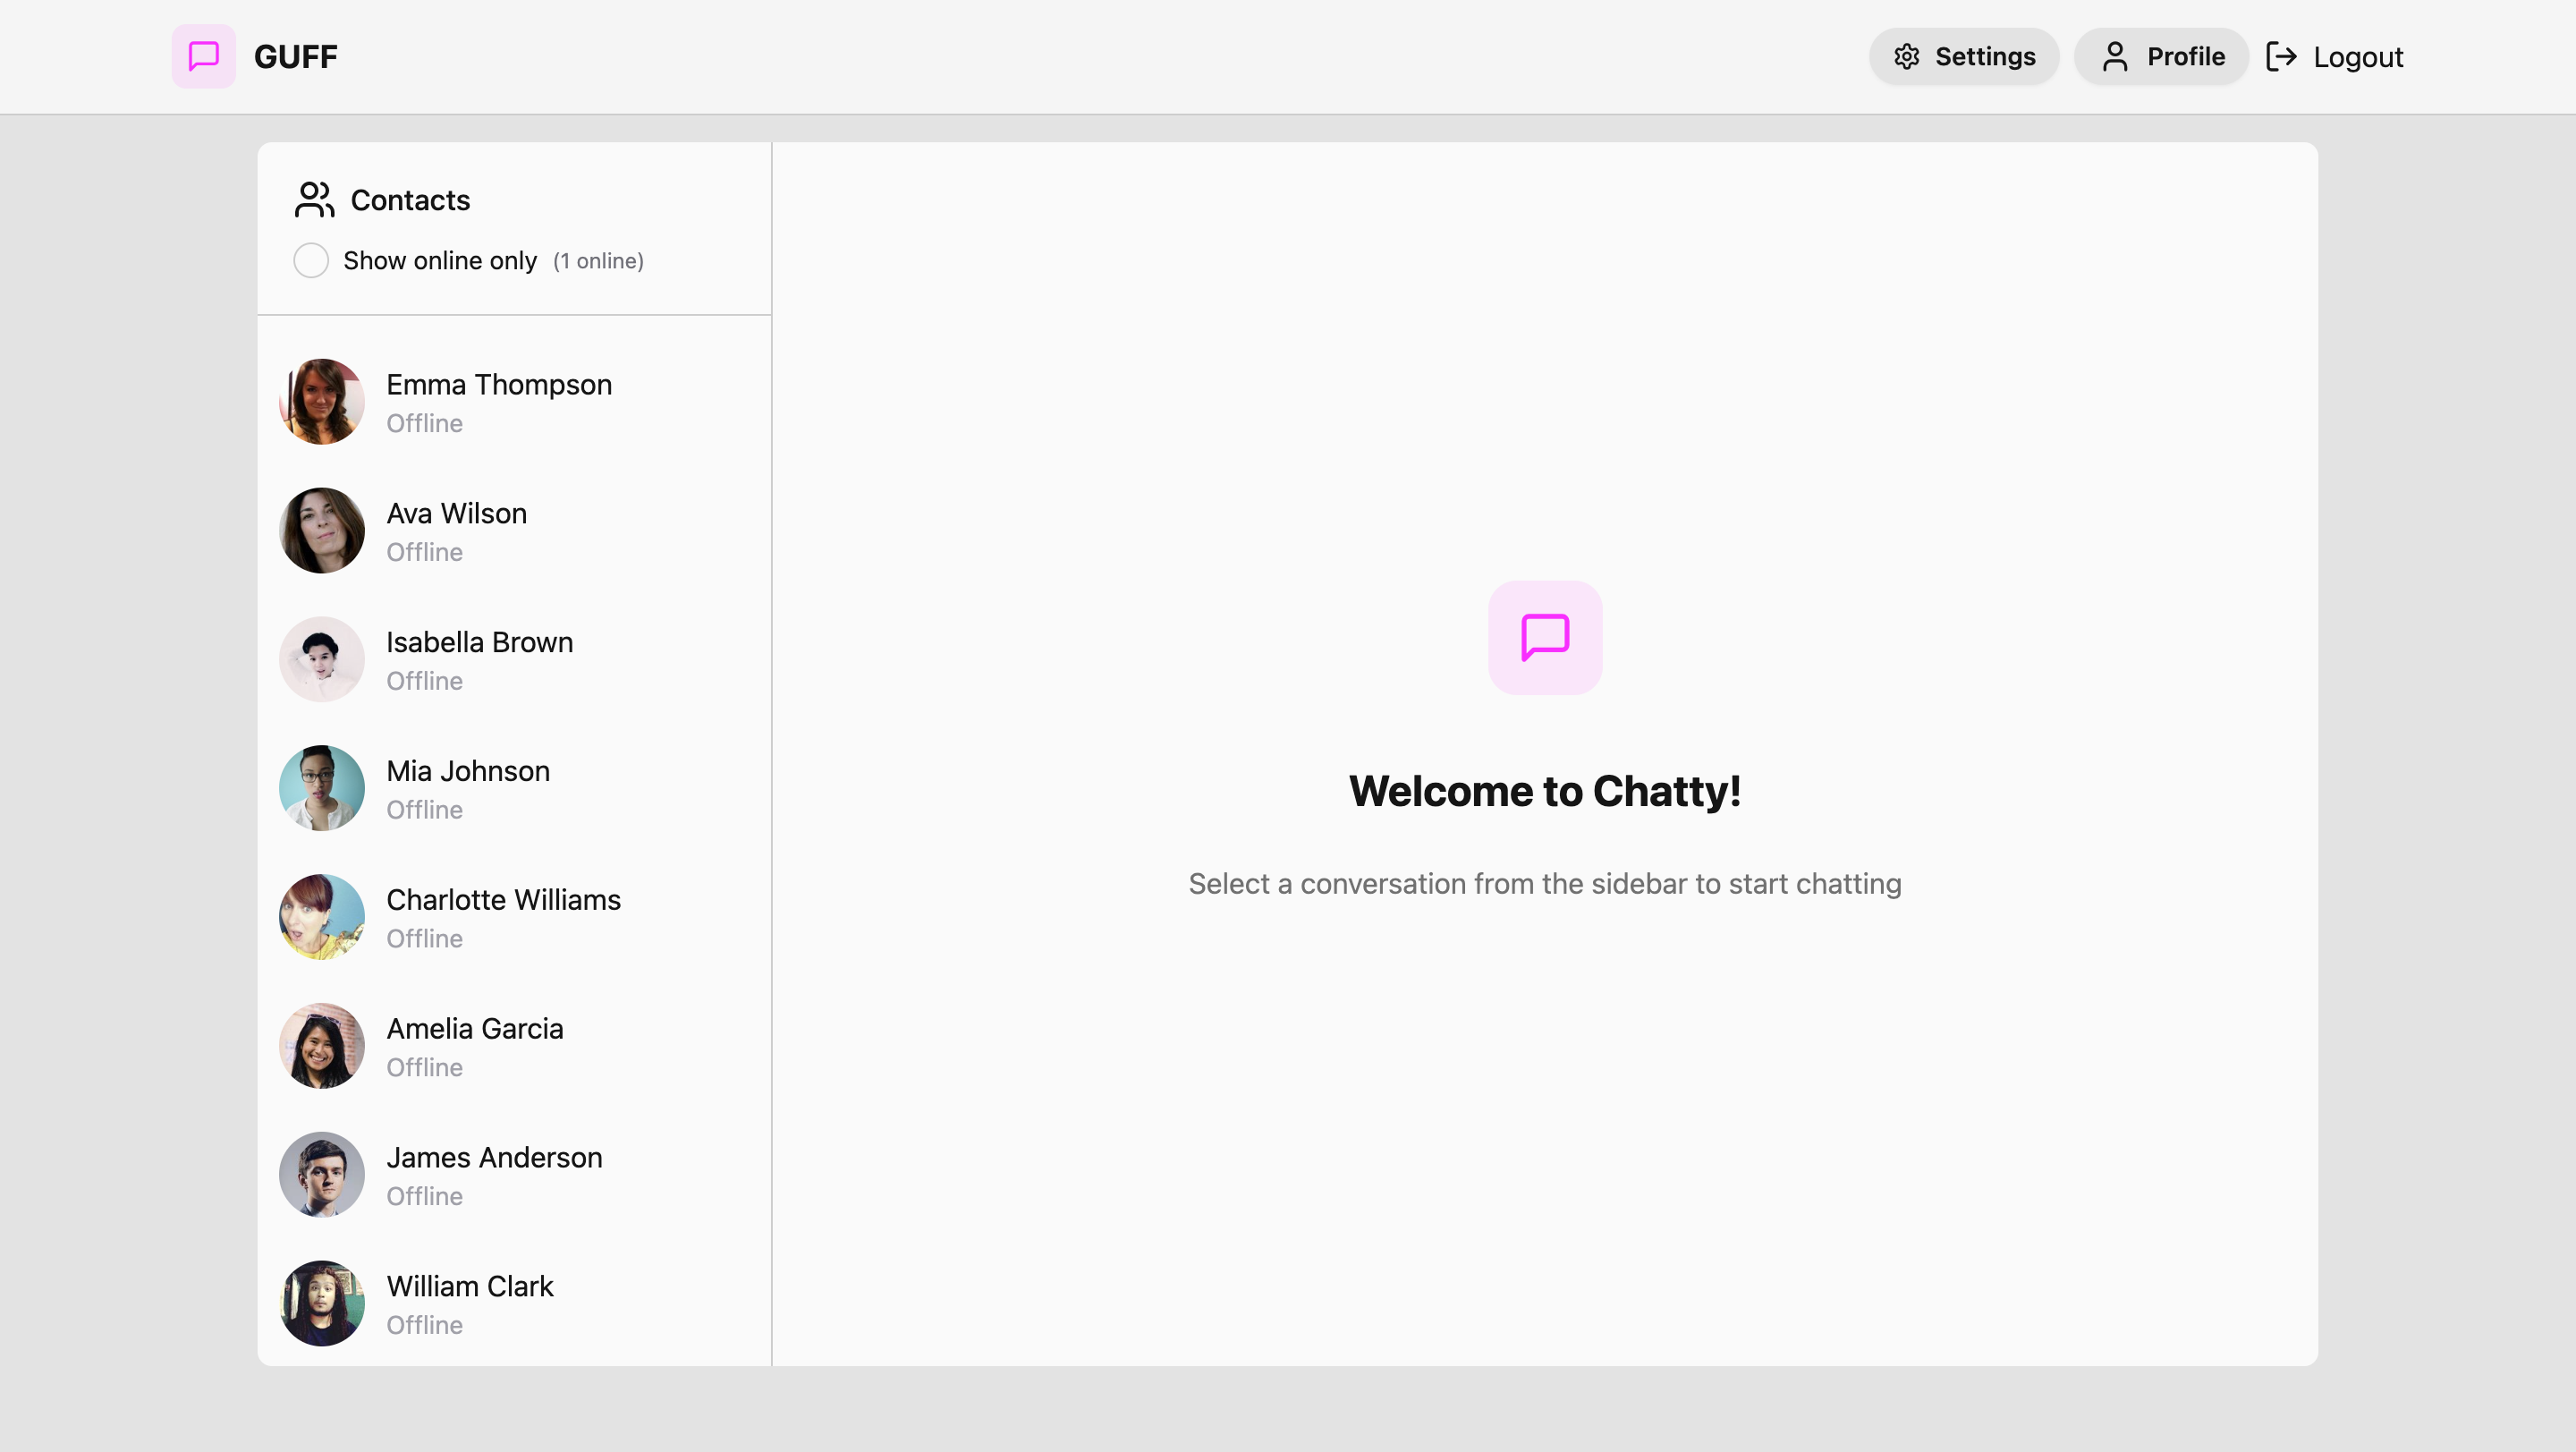 GUFF
Settings
Profile
Logout
Contacts
Show online only (1 online)
Emma Thompson
Offline
Ava Wilson
Offline
Isabella Brown
Offline
Mia Johnson
Offline
Charlotte Williams
Offline
Amelia Garcia
Offline
James Anderson
Offline
William Clark
Offline
Welcome to Chatty!
Select a conversation from the sidebar to start chatting